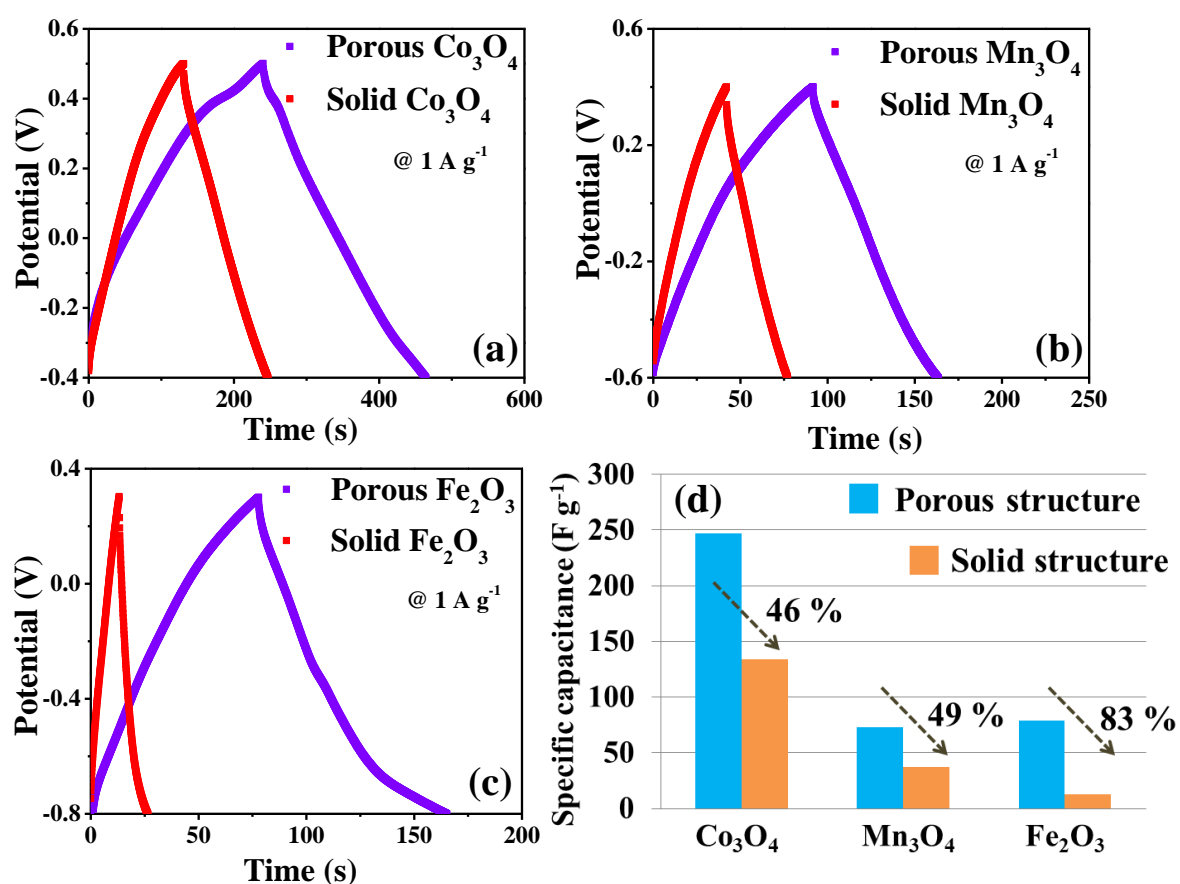 0.6
0.4
0.2
0.0
-0.2
-0.4
Potential (V)
Porous Co₃O₄
Solid Co₃O₄
@ 1 A g⁻¹
(a)
0 200 400 600
Time (s)
0.6
0.2
-0.2
-0.6
Potential (V)
Porous Mn₃O₄
Solid Mn₃O₄
@ 1 A g⁻¹
(b)
0 50 100 150 200 250
Time (s)
0.4
0.0
-0.4
-0.8
Potential (V)
Porous Fe₂O₃
Solid Fe₂O₃
@ 1 A g⁻¹
(c)
0 50 100 150 200
Time (s)
300
250
200
150
100
50
0
Specific capacitance (F g⁻¹)
(d)
Porous structure
Solid structure
46 %
49 %
83 %
Co₃O₄ Mn₃O₄ Fe₂O₃